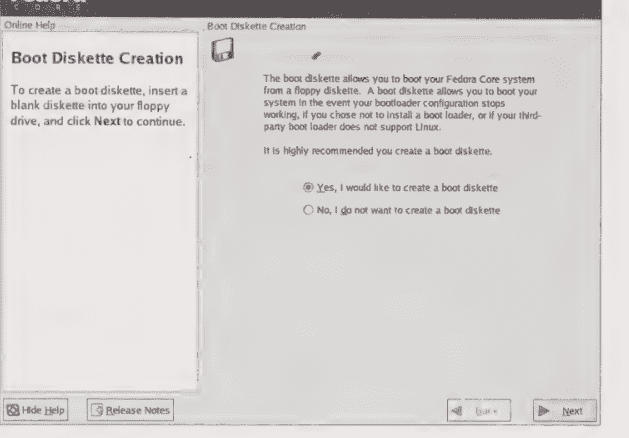 Online Help
Boot Diskette Creation
Boot Diskette Creation
To create a boot diskette, insert a
blank diskette into your floppy
drive, and click Next to continue.
The boot diskette allows you to boot your Fedora Core system
from a floppy diskette. A boot diskette allows you to boot your
system in the event your bootloader configuration stops
working, if you chose not to install a boot loader, or if your third-
party boot loader does not support Linux.
It is highly recommended you create a boot diskette.
Yes, I would like to create a boot diskette
No, I do not want to create a boot diskette
Hide Help
Release Notes
Back
Next